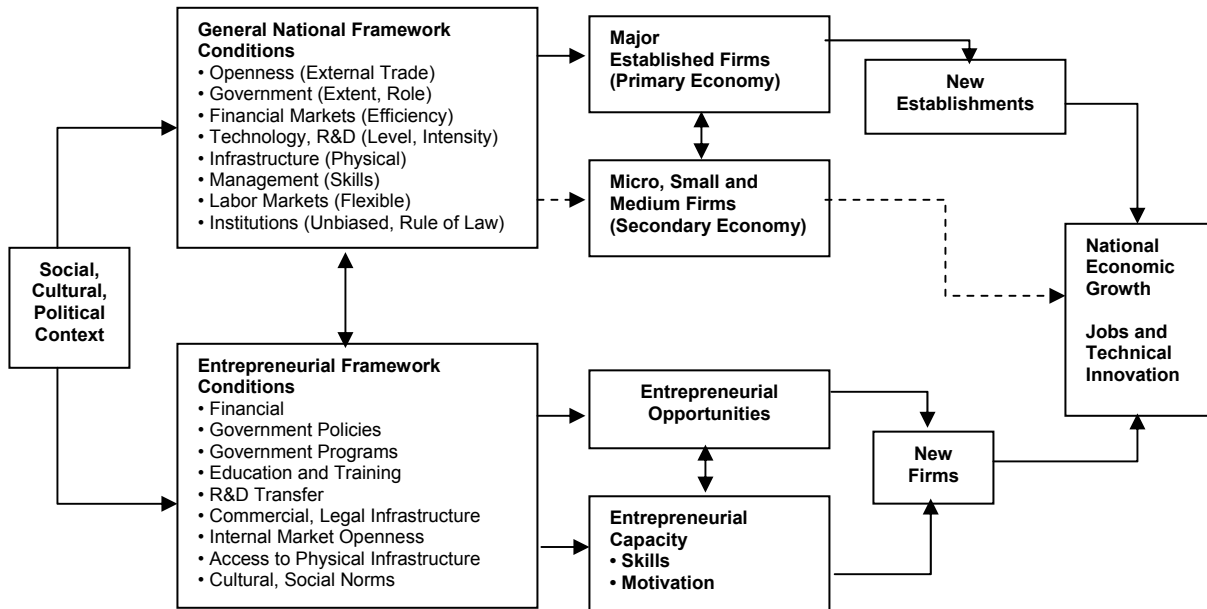 General National Framework
Conditions
• Openness (External Trade)
• Government (Extent, Role)
• Financial Markets (Efficiency)
• Technology, R&D (Level, Intensity)
• Infrastructure (Physical)
• Management (Skills)
• Labor Markets (Flexible)
• Institutions (Unbiased, Rule of Law)
Major
Established Firms
(Primary Economy)
New
Establishments
Micro, Small and
Medium Firms
(Secondary Economy)
Social,
Cultural,
Political
Context
National
Economic
Growth
Jobs and
Technical
Innovation
Entrepreneurial Framework
Conditions
• Financial
• Government Policies
• Government Programs
• Education and Training
• R&D Transfer
• Commercial, Legal Infrastructure
• Internal Market Openness
• Access to Physical Infrastructure
• Cultural, Social Norms
Entrepreneurial
Opportunities
New
Firms
Entrepreneurial
Capacity
• Skills
• Motivation